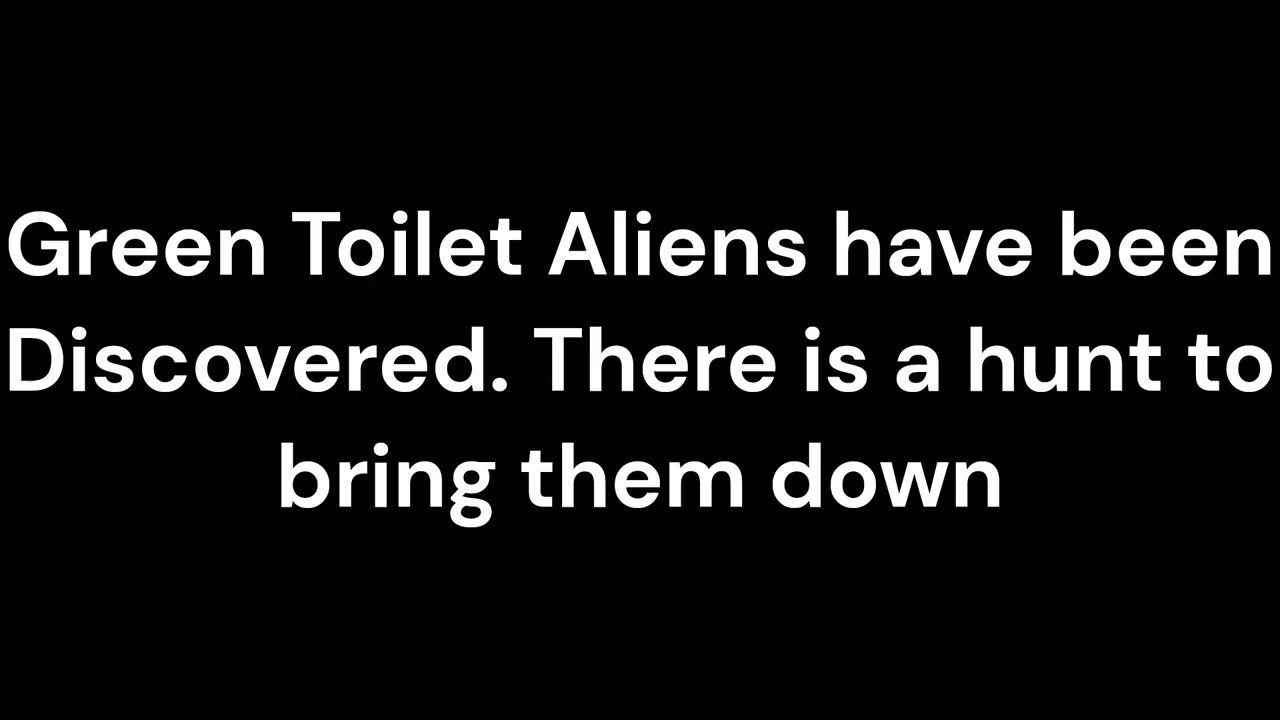 Green Toilet Aliens have been
Discovered. There is a hunt to
bring them down